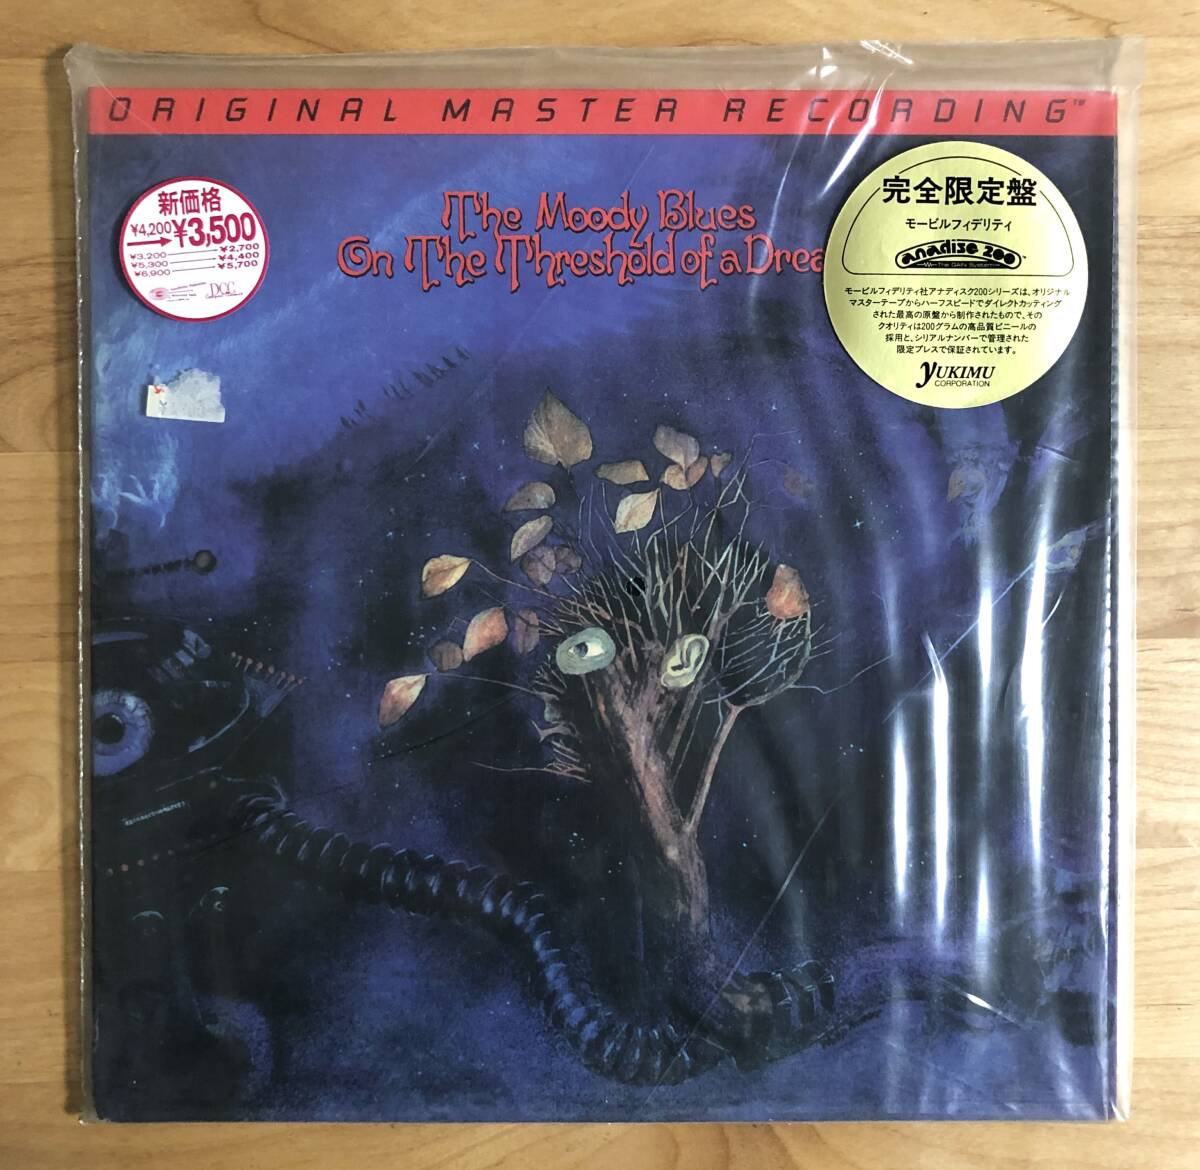 ORIGINAL MASTER RECORDING™
新価格
¥4,200 → ¥3,500
¥3,200 → ¥2,700
¥5,300 → ¥4,400
¥6,900 → ¥5,700
DCC
The Moody Blues
On The Threshold of a Drea
完全限定盤
モービルフィデリティ
anadisc 200™
The GAIN System™
モービルフィデリティ社アナディスク200シリーズは、オリジナル
マスターテープからハーフスピードでダイレクトカッティング
された最高の原盤から制作されたもので、その
クオリティは200グラムの高品質ビニールの
採用と、シリアルナンバーで管理された
限定プレスで保証されています。
YUKIMU
CORPORATION